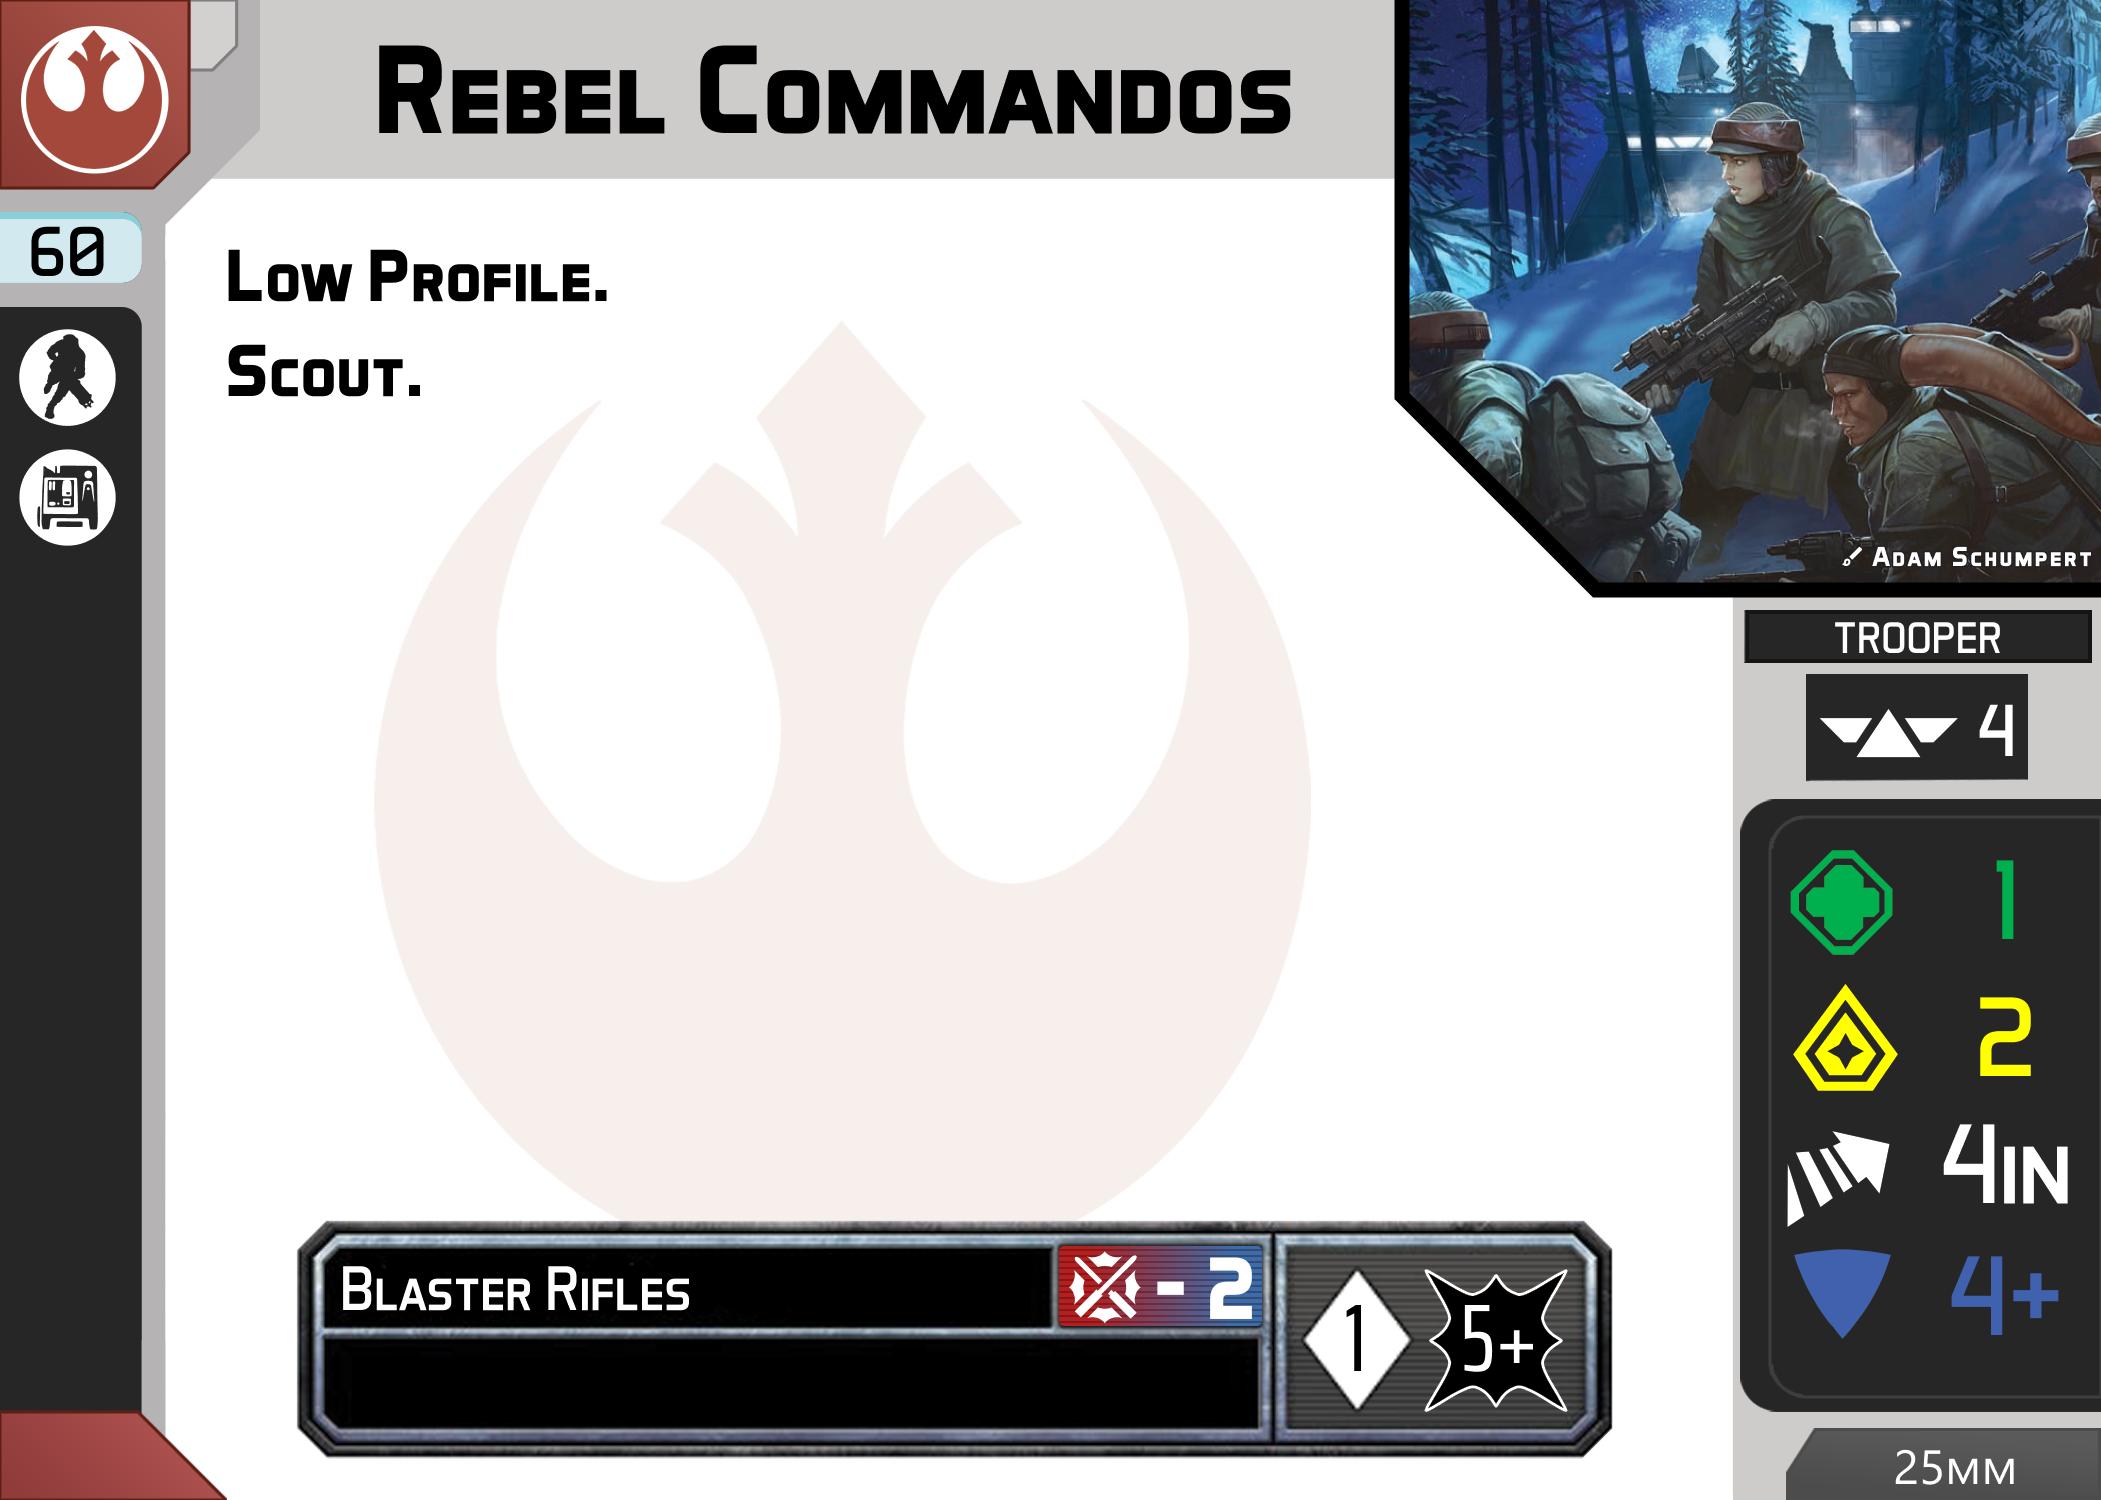 Rebel Commandos
60
Low Profile.
Scout.
Adam Schumpert
TROOPER
4
1
2
4IN
4+
Blaster Rifles
- 2
1
5+
25MM